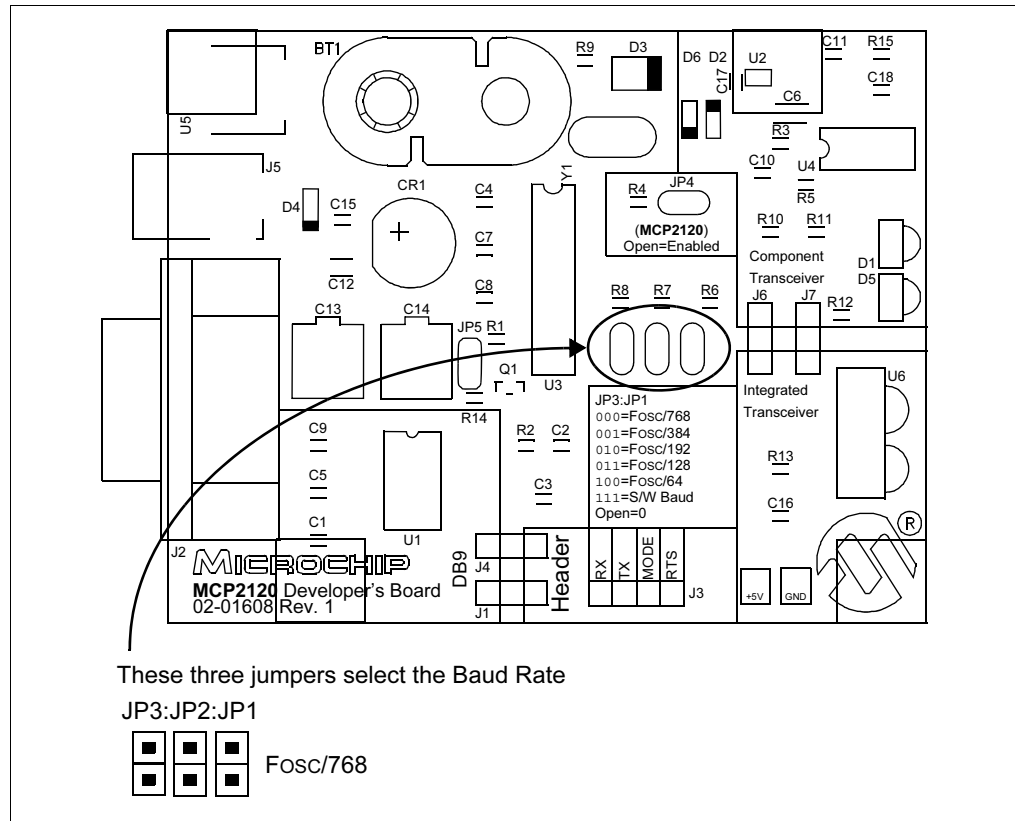 BT1
R9
D3
D6
D2
C17
U2
C11
R15
C6
C18
U5
R3
J5
Y1
C10
U4
R5
JP4
R4
CR1
C4
D4
C15
(MCP2120)
Open=Enabled
R10
R11
C7
Component
Transceiver
D1
D5
C12
C8
R8
R7
R6
J6
J7
R12
C13
C14
JP5
R1
Q1
U3
U6
R14
JP3:JP1
000=FOSC/768
001=FOSC/384
010=FOSC/192
011=FOSC/128
100=FOSC/64
111=S/W Baud
Open=0
Integrated
Transceiver
C9
R2
C2
R13
C5
C3
C16
C1
U1
J2
MICROCHIP
MCP2120 Developer's Board
02-01608 Rev. 1
DB9
J4
J1
Header
RX
TX
MODE
RTS
J3
+5V
GND
®
These three jumpers select the Baud Rate
JP3:JP2:JP1
FOSC/768